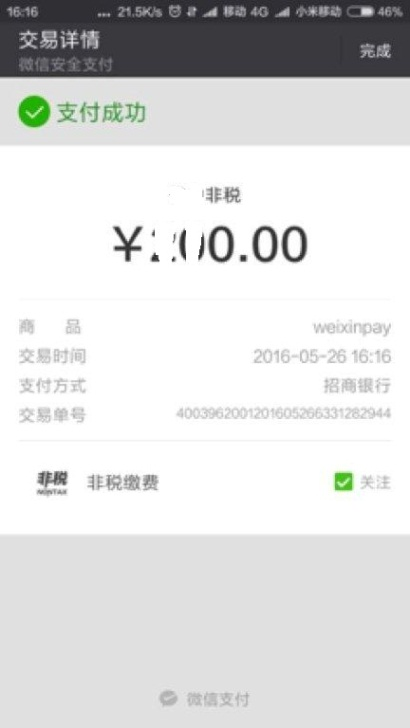 16:16 ... 21.5K/s 移动 4G 小米移动 46%
交易详情
微信安全支付
完成
支付成功
非税
00.00
商 品 weixinpay
交易时间 2016-05-26 16:16
支付方式 招商银行
交易单号 4003962001201605266331282944
非税 NONTAX 非税缴费 关注
微信支付